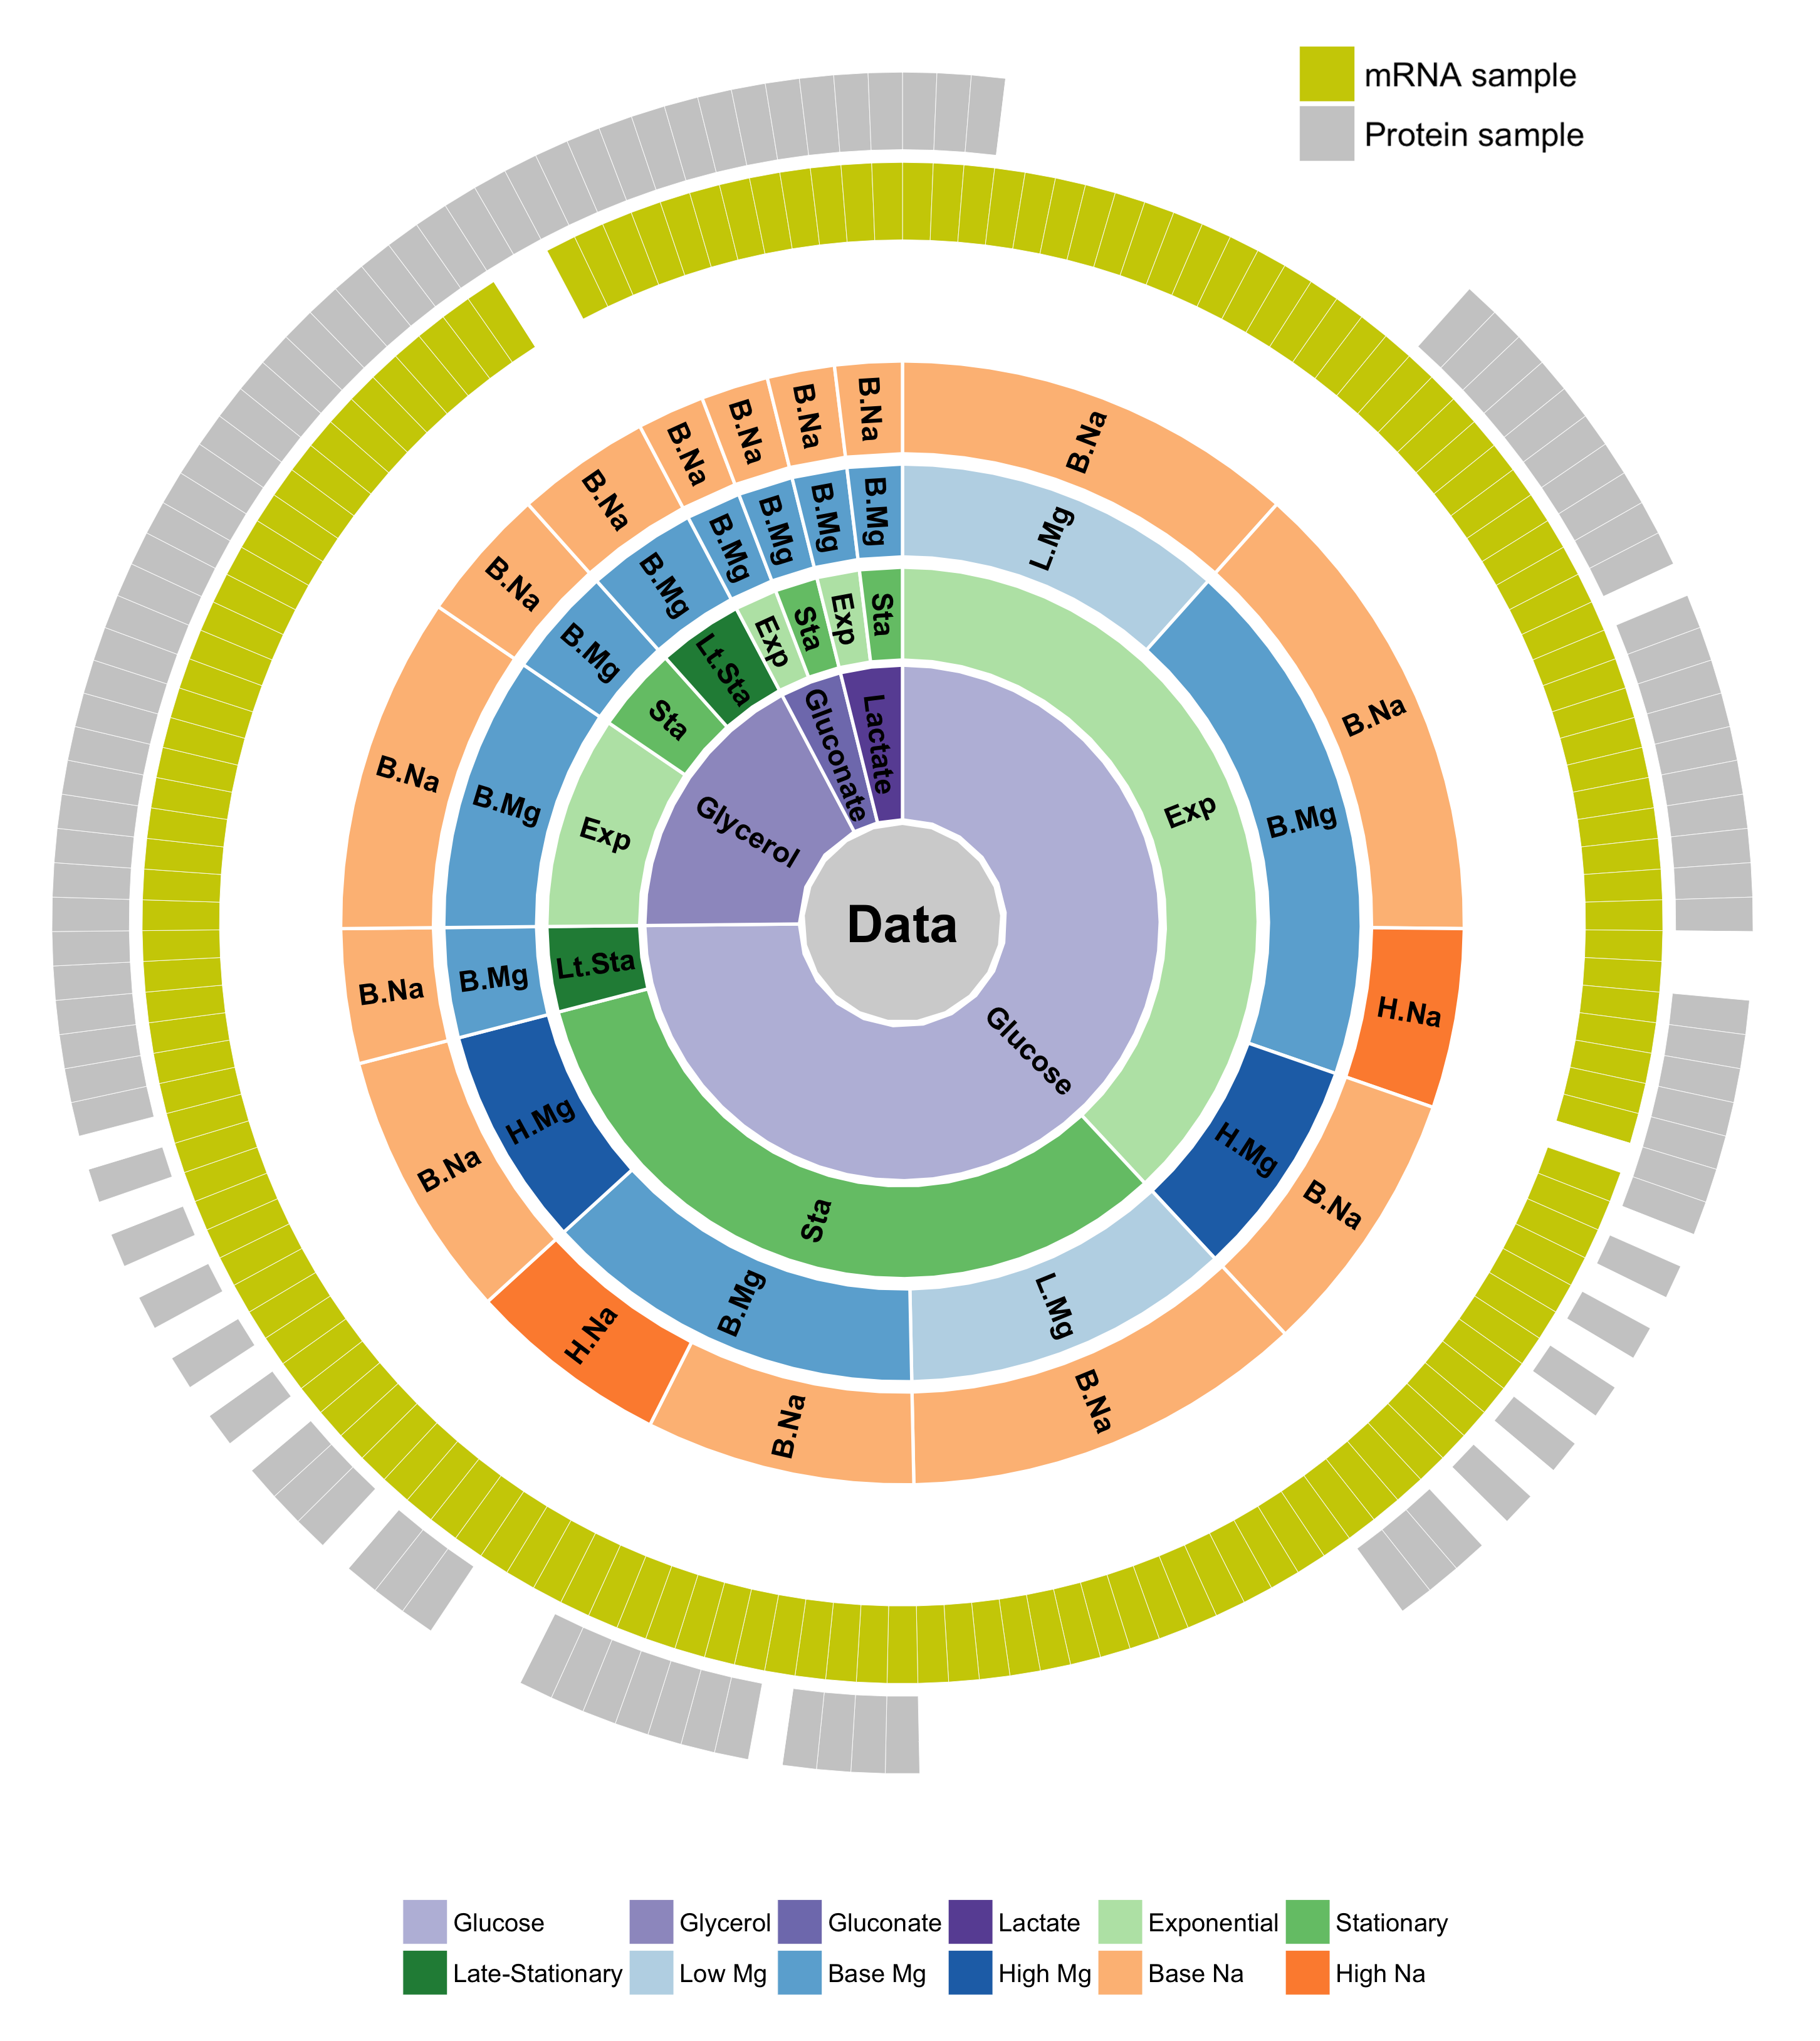 mRNA sample
Protein sample
B.Na
B.Na
B.Na
B.Na
B.Na
B.Na
B.Na
B.Na
B.Na
H.Na
B.Na
B.Na
B.Na
H.Na
B.Na
B.Na
B.Mg
B.Mg
B.Mg
B.Mg
B.Mg
B.Mg
B.Mg
B.Mg
L.Mg
B.Mg
H.Mg
L.Mg
B.Mg
H.Mg
Sta
Exp
Sta
Exp
Lt.Sta
Sta
Exp
Lt.Sta
Exp
Sta
Glycerol
Gluconate
Lactate
Glucose
Data
Glucose
Glycerol
Gluconate
Lactate
Exponential
Stationary
Late-Stationary
Low Mg
Base Mg
High Mg
Base Na
High Na